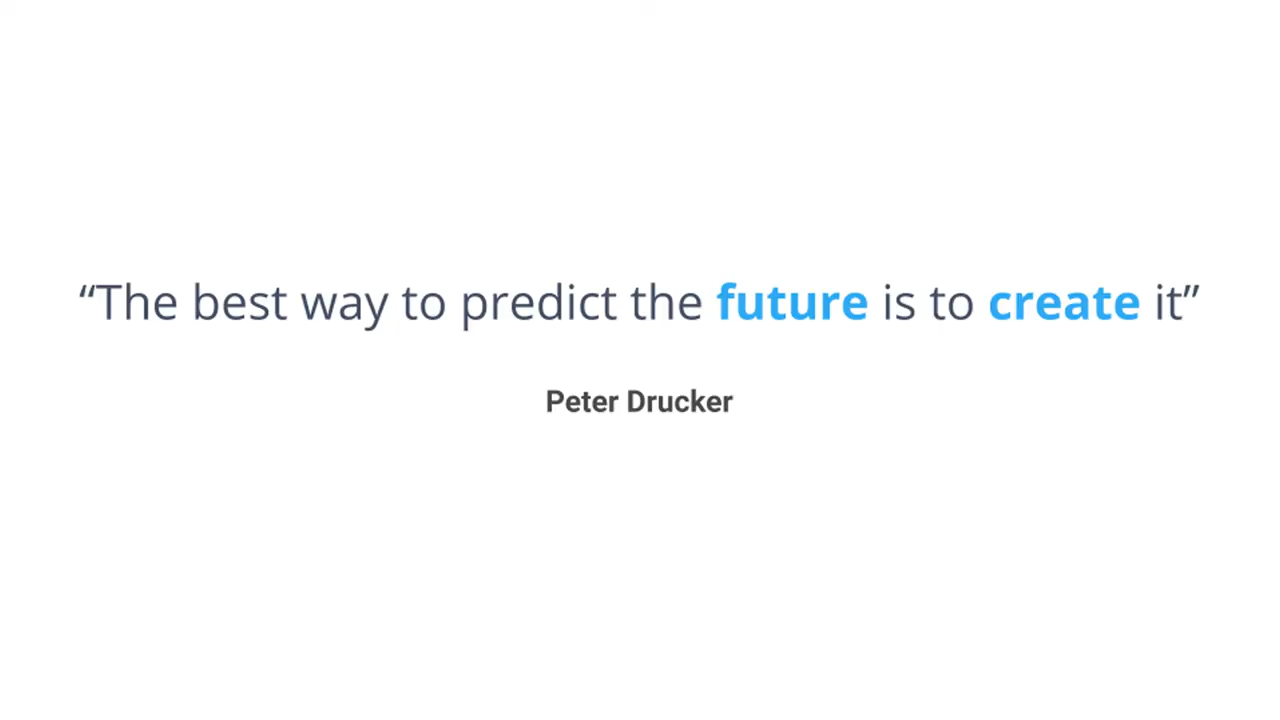 “The best way to predict the future is to create it”
Peter Drucker